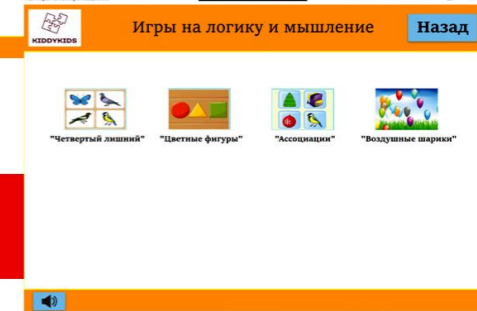 KIDDYKIDS
Игры на логику и мышление
Назад
"Четвертый лишний"
"Цветные фигуры"
"Ассоциации"
"Воздушные шарики"